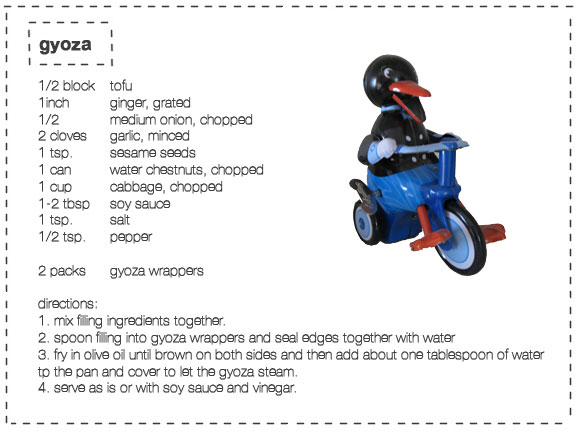 gyoza
1/2 block tofu
1inch ginger, grated
1/2 medium onion, chopped
2 cloves garlic, minced
1 tsp. sesame seeds
1 can water chestnuts, chopped
1 cup cabbage, chopped
1-2 tbsp soy sauce
1 tsp. salt
1/2 tsp. pepper
2 packs gyoza wrappers
directions:
1. mix filling ingredients together.
2. spoon filling into gyoza wrappers and seal edges together with water
3. fry in olive oil until brown on both sides and then add about one tablespoon of water
tp the pan and cover to let the gyoza steam.
4. serve as is or with soy sauce and vinegar.